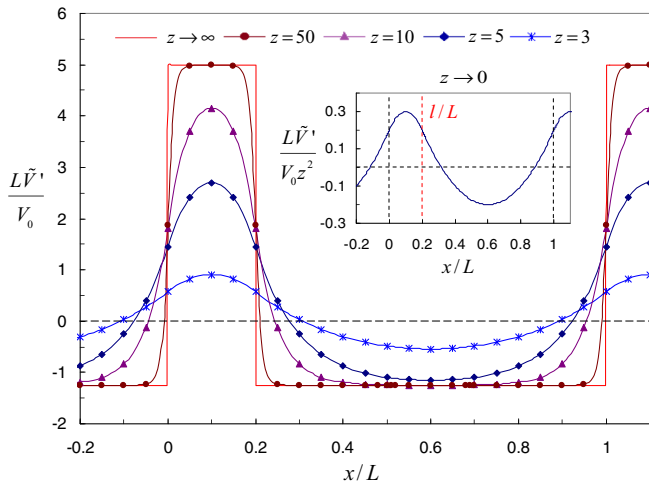 z→∞ z=50 z=10 z=5 z=3
6
5
4
3
2
1
0
-1
-2
LṼ'
V₀
-0.2 0 0.2 0.4 0.6 0.8 1
x/L
z→0
l/L
LṼ'
V₀z²
0.3
0.1
-0.1
-0.3
-0.2 0 0.2 0.4 0.6 0.8 1
x/L